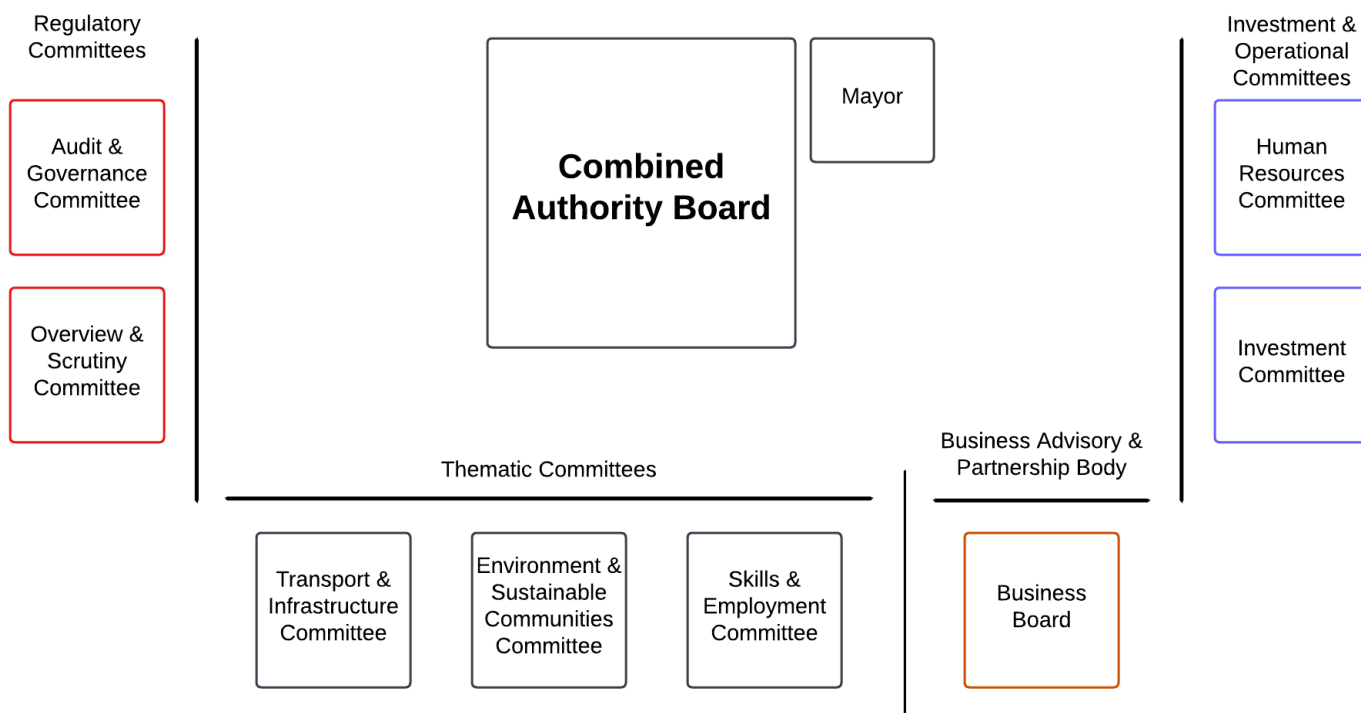 Regulatory
Committees
Audit &
Governance
Committee
Overview &
Scrutiny
Committee
Combined
Authority Board
Mayor
Investment &
Operational
Committees
Human
Resources
Committee
Investment
Committee
Thematic Committees
Transport &
Infrastructure
Committee
Environment &
Sustainable
Communities
Committee
Skills &
Employment
Committee
Business Advisory &
Partnership Body
Business
Board